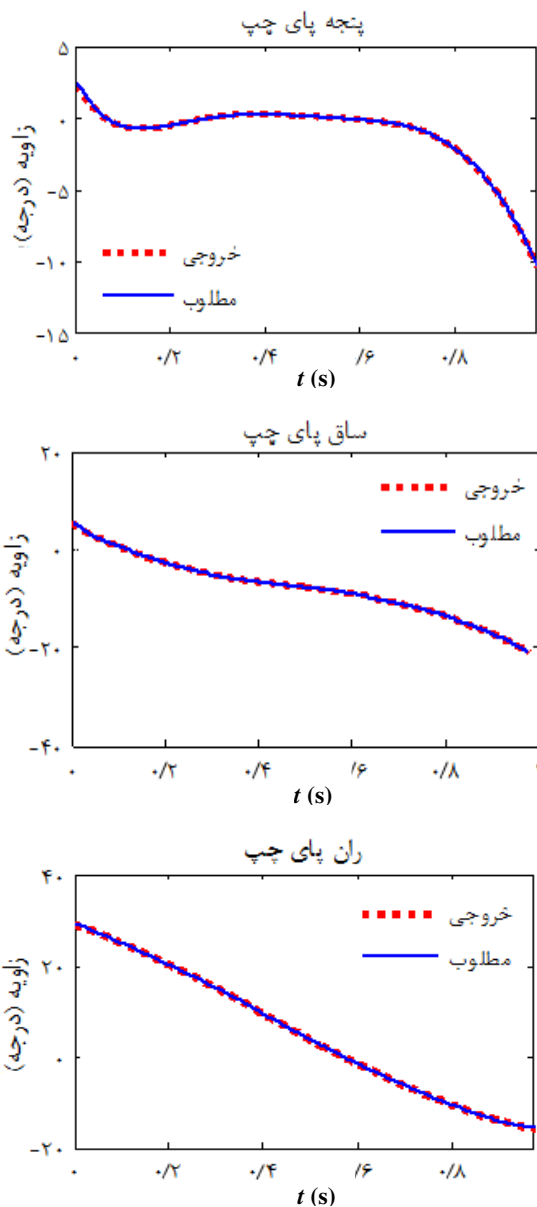 پنجه پای چپ
۵
۰
-۵
-۱۰
-۱۵
زاویه (درجه)
خروجی
مطلوب
۰ ۰/۲ ۰/۴ /۶ ۰/۸
t (s)
ساق پای چپ
۲۰
۰
-۲۰
-۴۰
زاویه (درجه)
خروجی
مطلوب
۰ ۰/۲ ۰/۴ /۶ ۰/۸
t (s)
ران پای چپ
۴۰
۲۰
۰
-۲۰
زاویه (درجه)
خروجی
مطلوب
۰ ۰/۲ ۰/۴ /۶ ۰/۸
t (s)